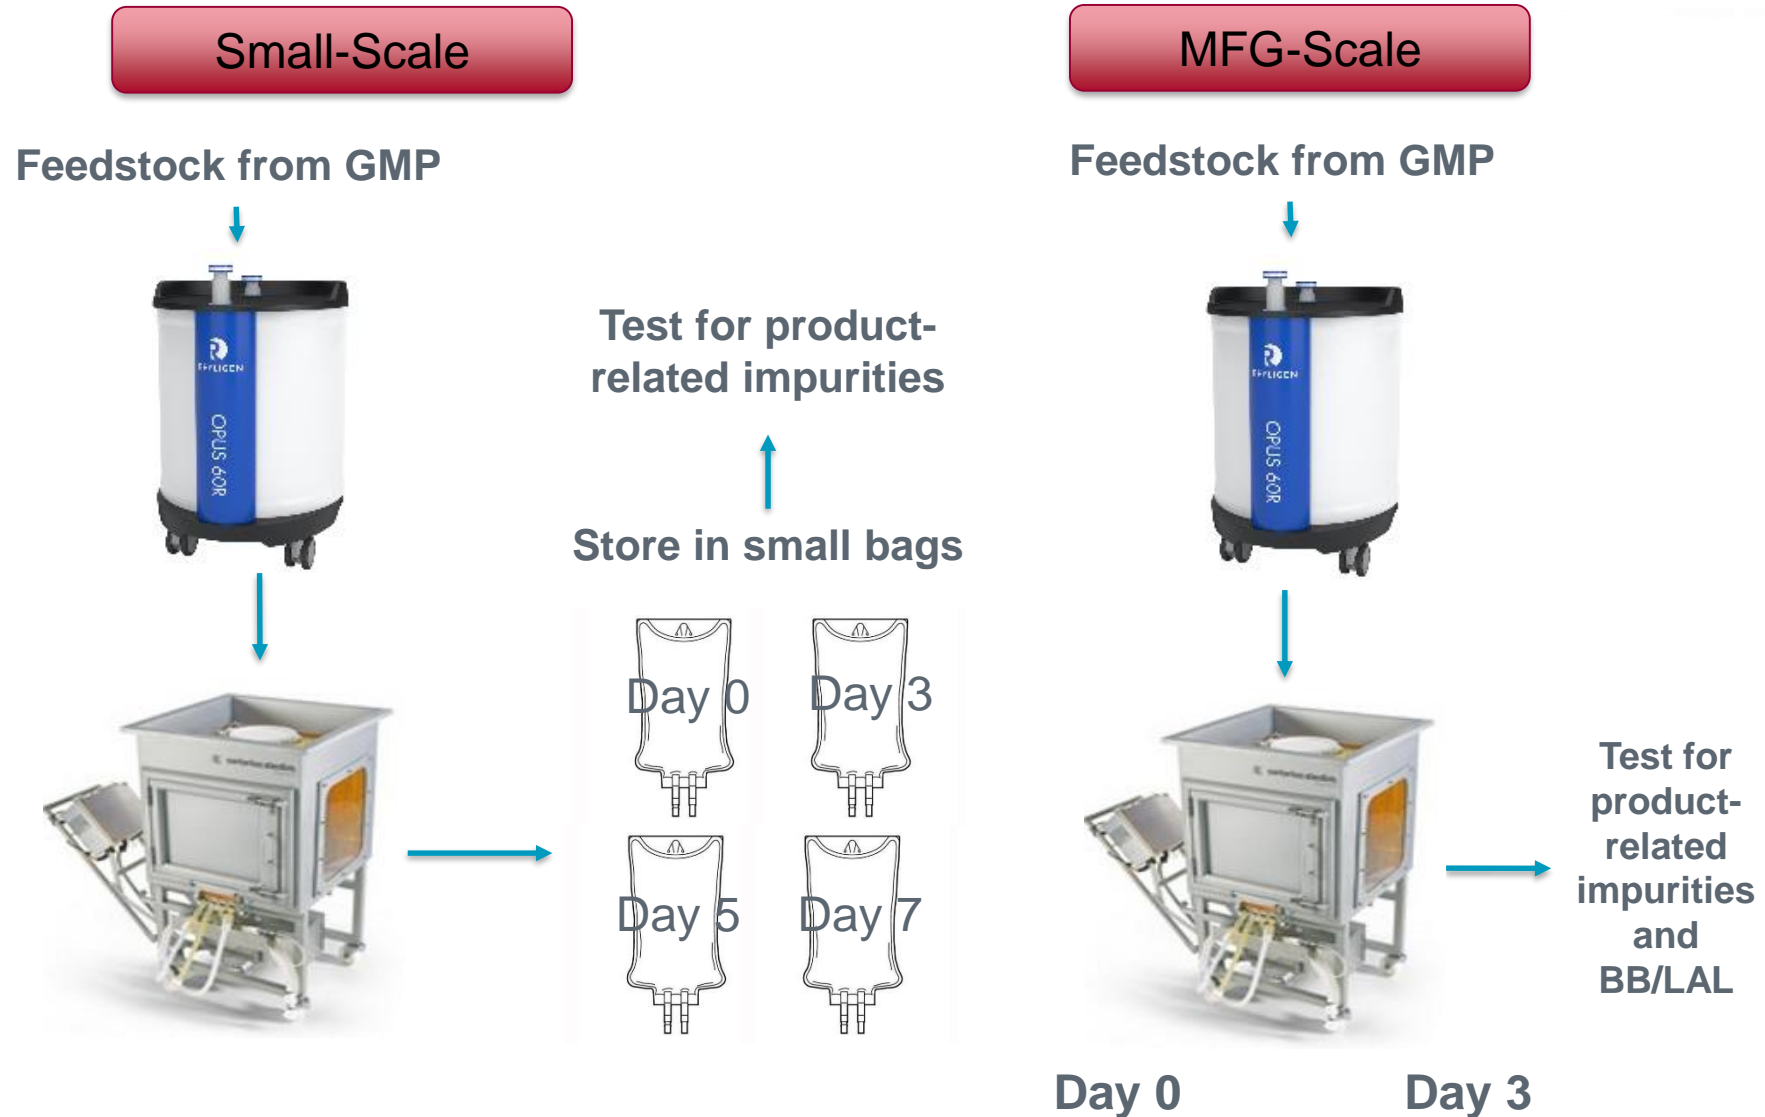 Small-Scale
Feedstock from GMP
REPLIGEN
OPUS 60R
Test for product-
related impurities
Store in small bags
Day 0
Day 3
Day 5
Day 7
MFG-Scale
Feedstock from GMP
REPLIGEN
OPUS 60R
Test for
product-
related
impurities
and
BB/LAL
Day 0
Day 3